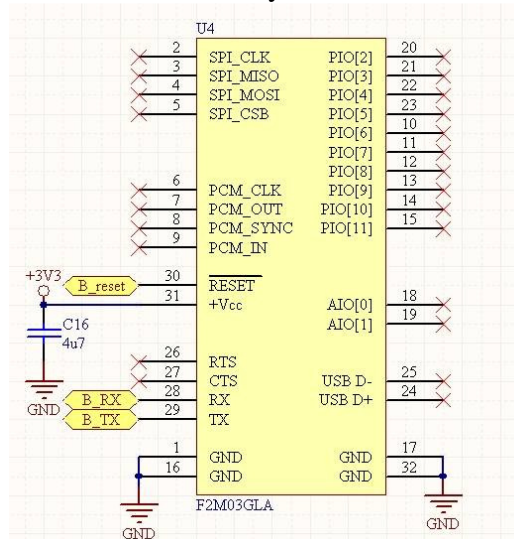 U4
2 SPI_CLK PIO[2] 20
3 SPI_MISO PIO[3] 21
4 SPI_MOSI PIO[4] 22
5 SPI_CSB PIO[5] 23
PIO[6] 10
PIO[7] 11
PIO[8] 12
6 PCM_CLK PIO[9] 13
7 PCM_OUT PIO[10] 14
8 PCM_SYNC PIO[11] 15
9 PCM_IN
+3V3 B_reset 30 RESET
31 +Vcc AIO[0] 18
AIO[1] 19
C16
4u7
26 RTS
27 CTS USB D- 25
B_RX 28 RX USB D+ 24
GND B_TX 29 TX
1 GND GND 17
16 GND GND 32
F2M03GLA
GND GND